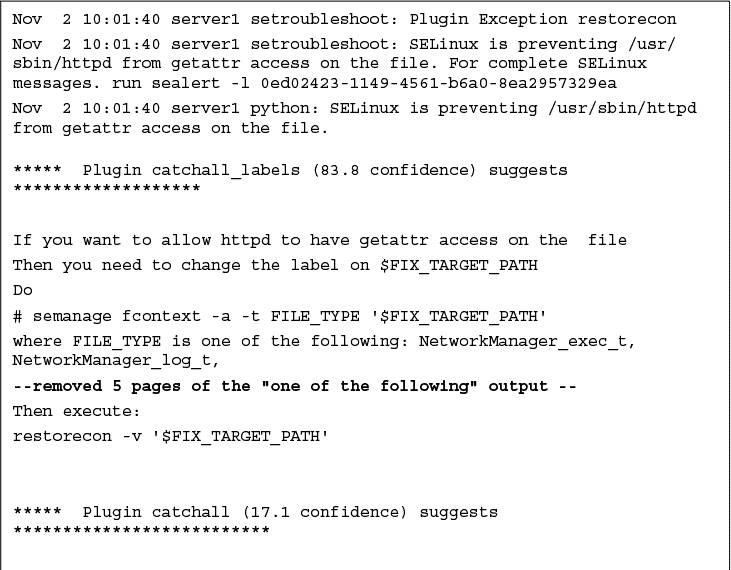 Nov  2 10:01:40 server1 setroubleshoot: Plugin Exception restorecon
Nov  2 10:01:40 server1 setroubleshoot: SELinux is preventing /usr/
sbin/httpd from getattr access on the file. For complete SELinux
messages. run sealert -l 0ed02423-1149-4561-b6a0-8ea2957329ea
Nov  2 10:01:40 server1 python: SELinux is preventing /usr/sbin/httpd
from getattr access on the file.
*****  Plugin catchall_labels (83.8 confidence) suggests
*******************
If you want to allow httpd to have getattr access on the  file
Then you need to change the label on $FIX_TARGET_PATH
Do
# semanage fcontext -a -t FILE_TYPE '$FIX_TARGET_PATH'
where FILE_TYPE is one of the following: NetworkManager_exec_t,
NetworkManager_log_t,
--removed 5 pages of the "one of the following" output --
Then execute:
restorecon -v '$FIX_TARGET_PATH'
*****  Plugin catchall (17.1 confidence) suggests
**************************